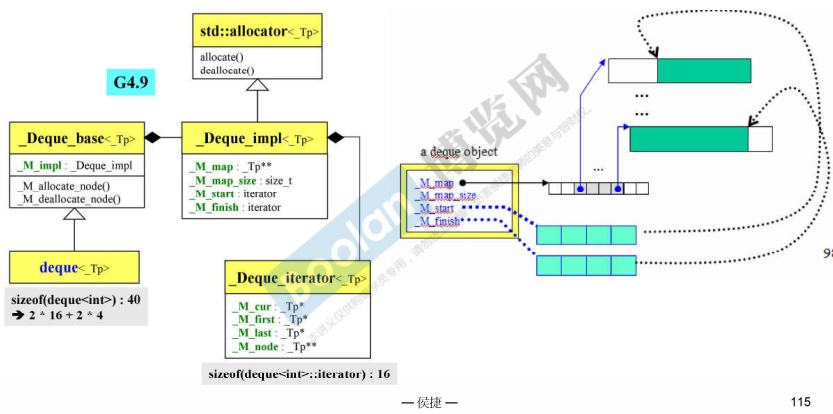 G4.9
std::allocator<_Tp>
allocate()
deallocate()
_Deque_base<_Tp>
_M_impl : _Deque_impl
_M_allocate_node()
_M_deallocate_node()
_Deque_impl<_Tp>
_M_map : _Tp**
_M_map_size : size_t
_M_start : iterator
_M_finish : iterator
deque<_Tp>
sizeof(deque<int>) : 40
➔ 2 * 16 + 2 * 4
_Deque_iterator<_Tp>
_M_cur : _Tp*
_M_first : _Tp*
_M_last : _Tp*
_M_node : _Tp**
sizeof(deque<int>::iterator) : 16
a deque object
_M_map
_M_map_size
_M_start
_M_finish
...
...
...
98
boolan 博览网
— 侯捷 —
115